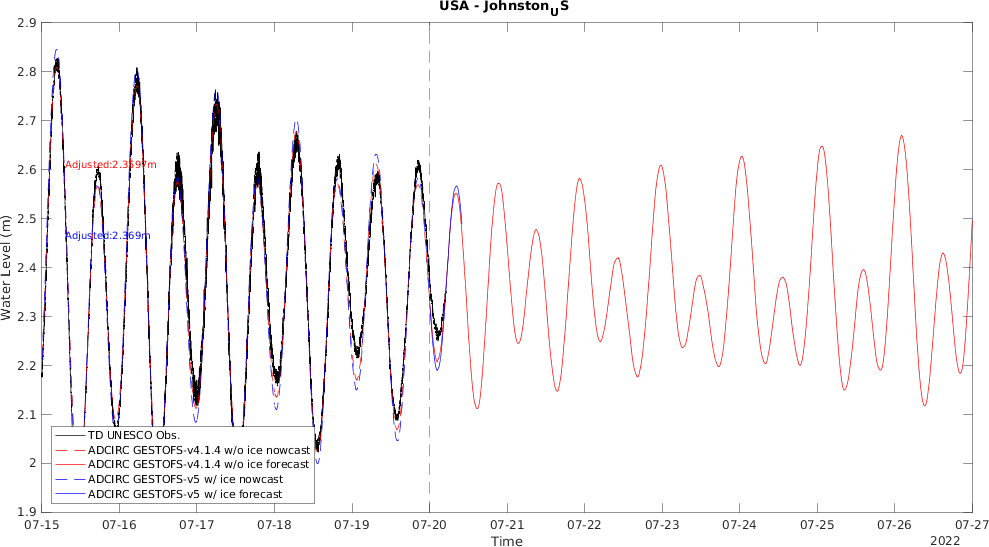 USA - Johnston_US
2.9
2.8
2.7
2.6
2.5
2.4
2.3
2.2
2.1
2
1.9
Water Level (m)
Adjusted:2.3597m
Adjusted:2.369m
TD UNESCO Obs.
ADCIRC GESTOFS-v4.1.4 w/o ice nowcast
ADCIRC GESTOFS-v4.1.4 w/o ice forecast
ADCIRC GESTOFS-v5 w/ ice nowcast
ADCIRC GESTOFS-v5 w/ ice forecast
07-15 07-16 07-17 07-18 07-19 07-20 07-21 07-22 07-23 07-24 07-25 07-26 07-27
Time
2022